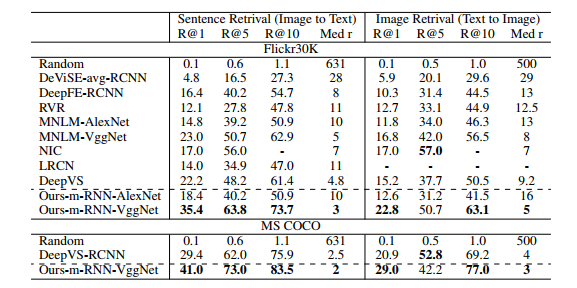 Sentence Retrival (Image to Text) Image Retrival (Text to Image)
R@1 R@5 R@10 Med r R@1 R@5 R@10 Med r
Flickr30K
Random 0.1 0.6 1.1 631 0.1 0.5 1.0 500
DeViSE-avg-RCNN 4.8 16.5 27.3 28 5.9 20.1 29.6 29
DeepFE-RCNN 16.4 40.2 54.7 8 10.3 31.4 44.5 13
RVR 12.1 27.8 47.8 11 12.7 33.1 44.9 12.5
MNLM-AlexNet 14.8 39.2 50.9 10 11.8 34.0 46.3 13
MNLM-VggNet 23.0 50.7 62.9 5 16.8 42.0 56.5 8
NIC 17.0 56.0 - 7 17.0 57.0 - 7
LRCN 14.0 34.9 47.0 11 - - - -
DeepVS 22.2 48.2 61.4 4.8 15.2 37.7 50.5 9.2
Ours-m-RNN-AlexNet 18.4 40.2 50.9 10 12.6 31.2 41.5 16
Ours-m-RNN-VggNet 35.4 63.8 73.7 3 22.8 50.7 63.1 5
MS COCO
Random 0.1 0.6 1.1 631 0.1 0.5 1.0 500
DeepVS-RCNN 29.4 62.0 75.9 2.5 20.9 52.8 69.2 4
Ours-m-RNN-VggNet 41.0 73.0 83.5 2 29.0 42.2 77.0 3